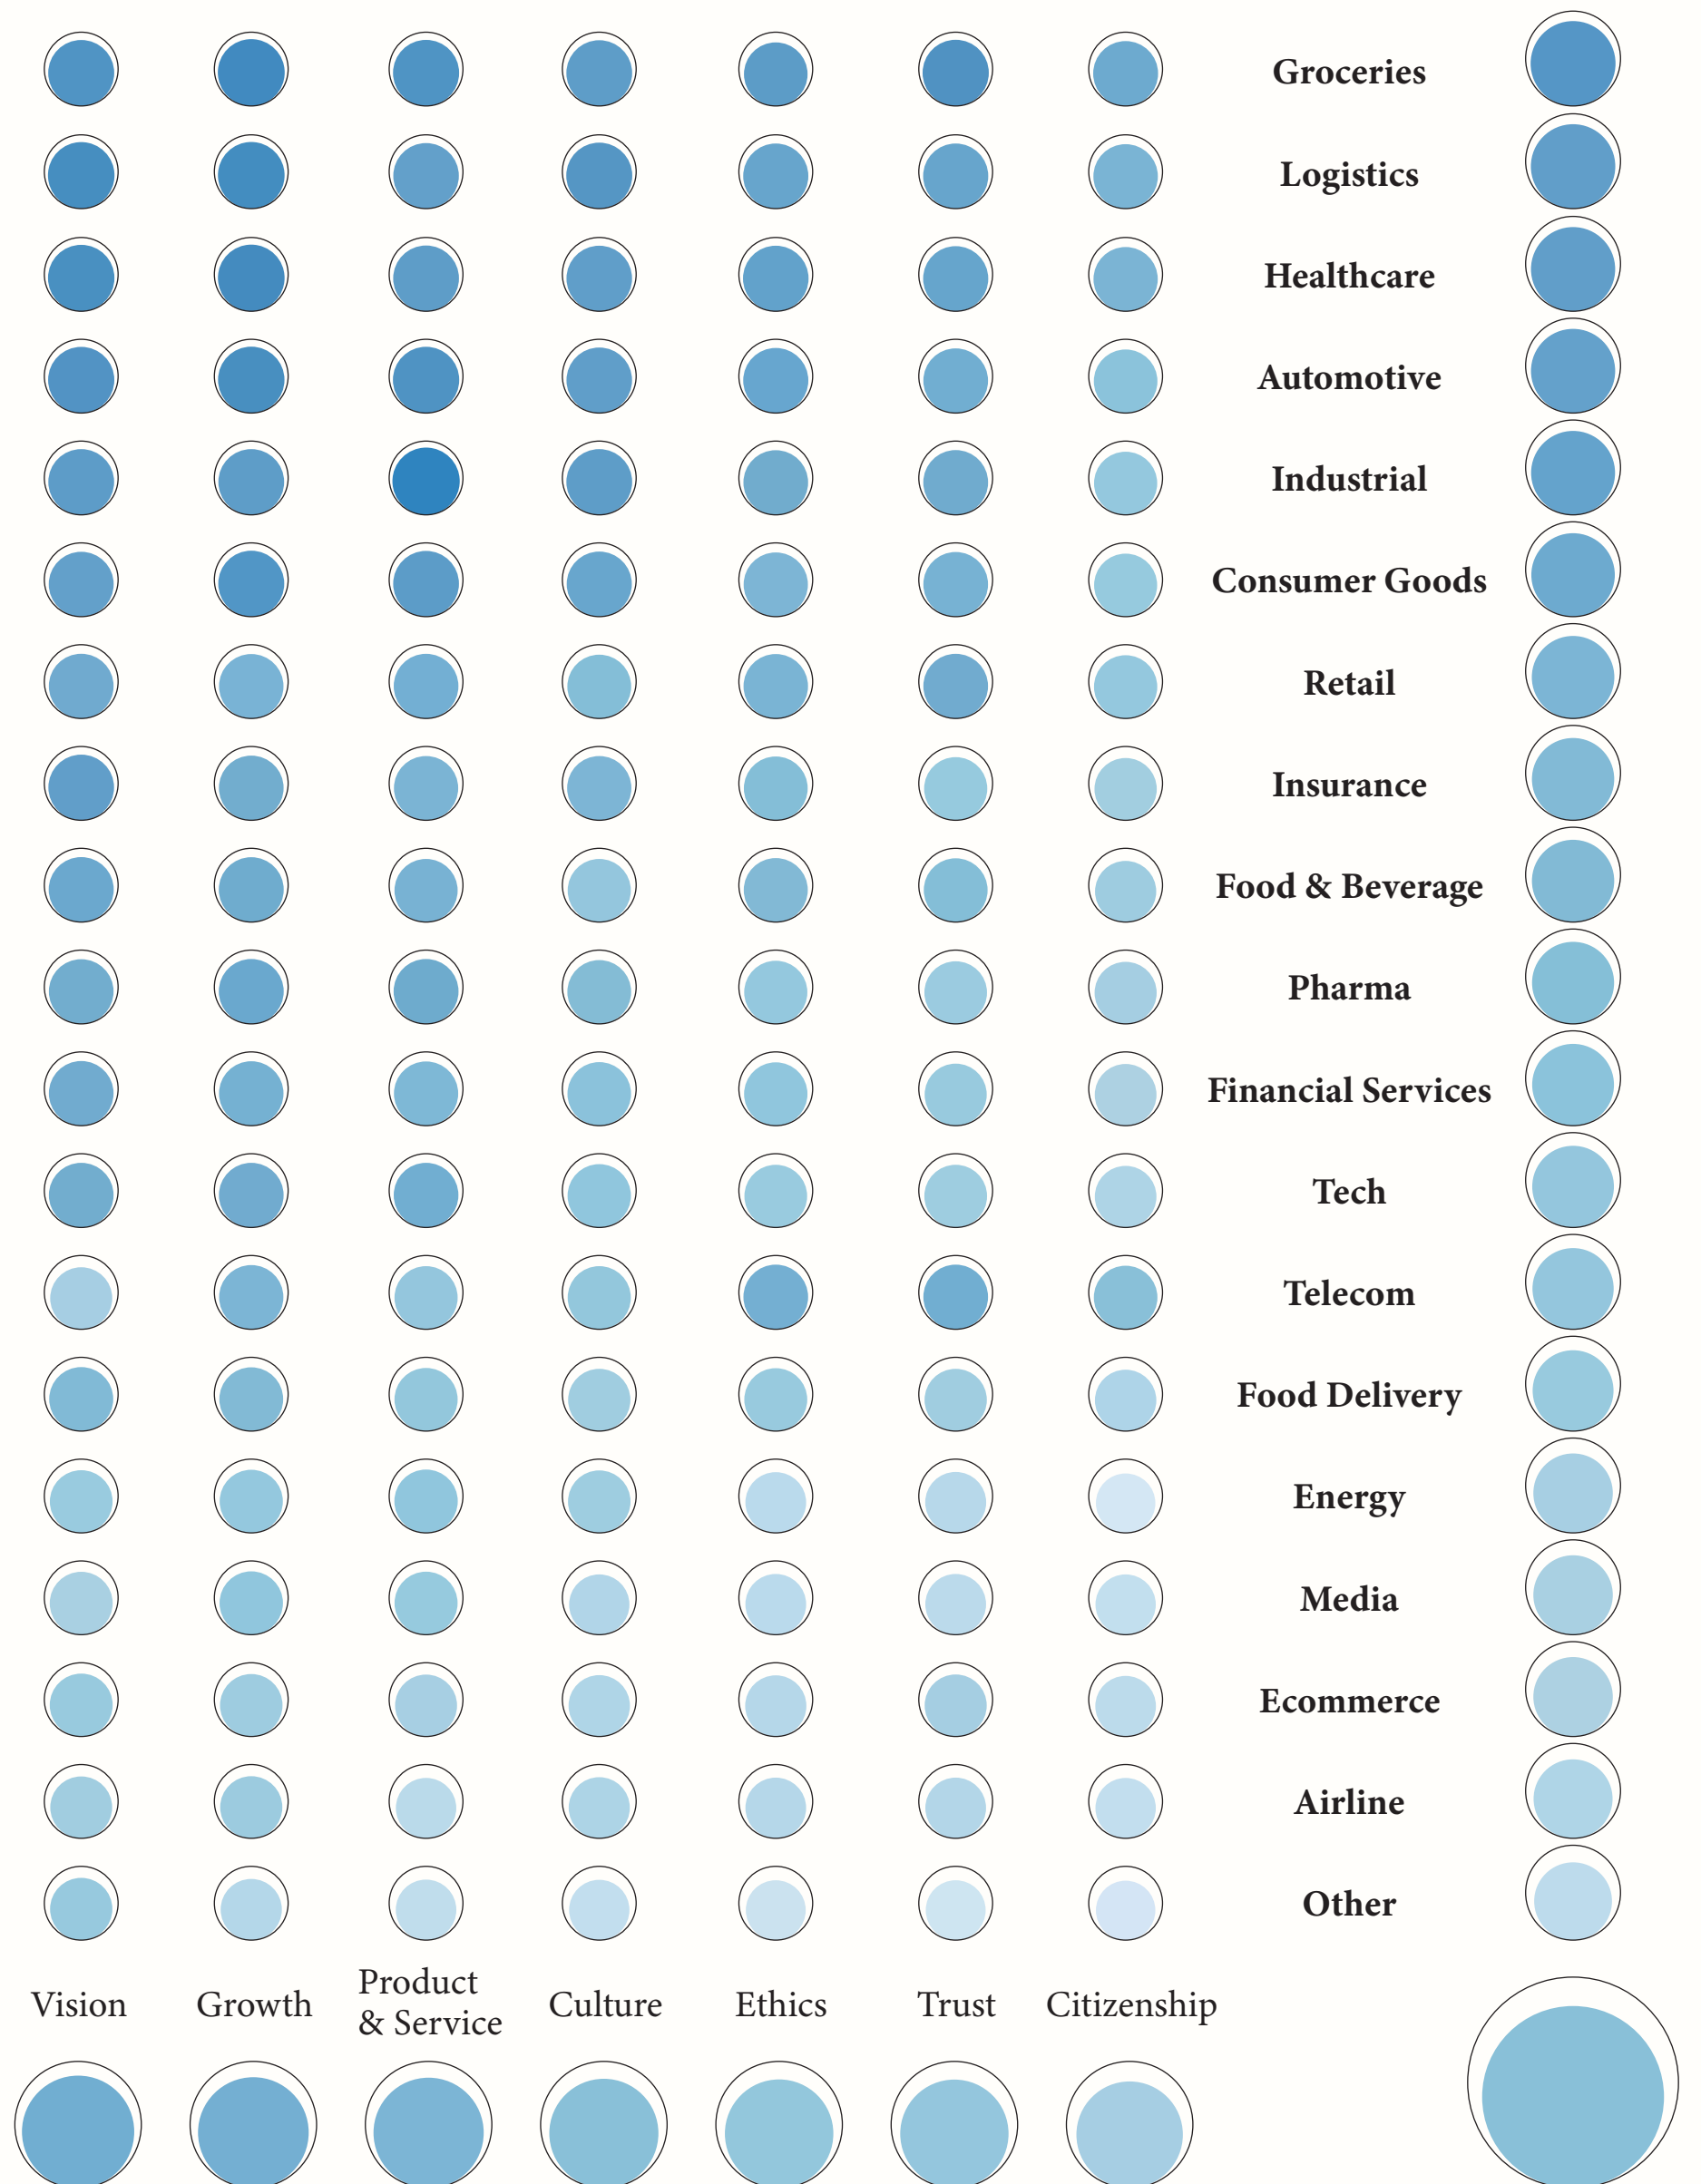 Groceries
Logistics
Healthcare
Automotive
Industrial
Consumer Goods
Retail
Insurance
Food & Beverage
Pharma
Financial Services
Tech
Telecom
Food Delivery
Energy
Media
Ecommerce
Airline
Other
Vision
Growth
Product
& Service
Culture
Ethics
Trust
Citizenship